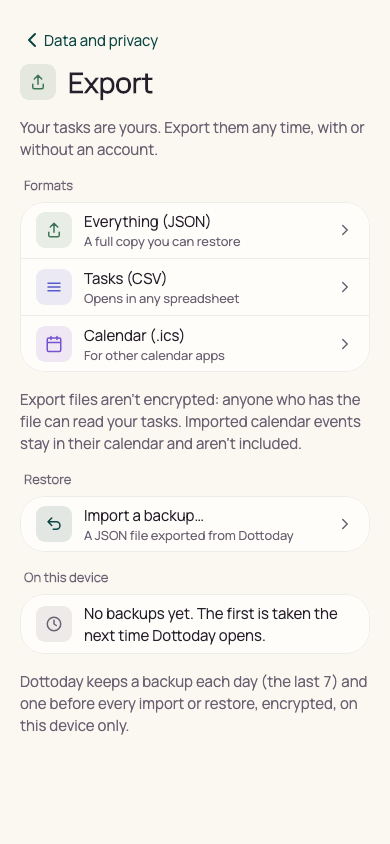 Data and privacy
Export
Your tasks are yours. Export them any time, with or
without an account.
Formats
Everything (JSON)
A full copy you can restore
Tasks (CSV)
Opens in any spreadsheet
Calendar (.ics)
For other calendar apps
Export files aren't encrypted: anyone who has the
file can read your tasks. Imported calendar events
stay in their calendar and aren't included.
Restore
Import a backup…
A JSON file exported from Dottoday
On this device
No backups yet. The first is taken the
next time Dottoday opens.
Dottoday keeps a backup each day (the last 7) and
one before every import or restore, encrypted, on
this device only.